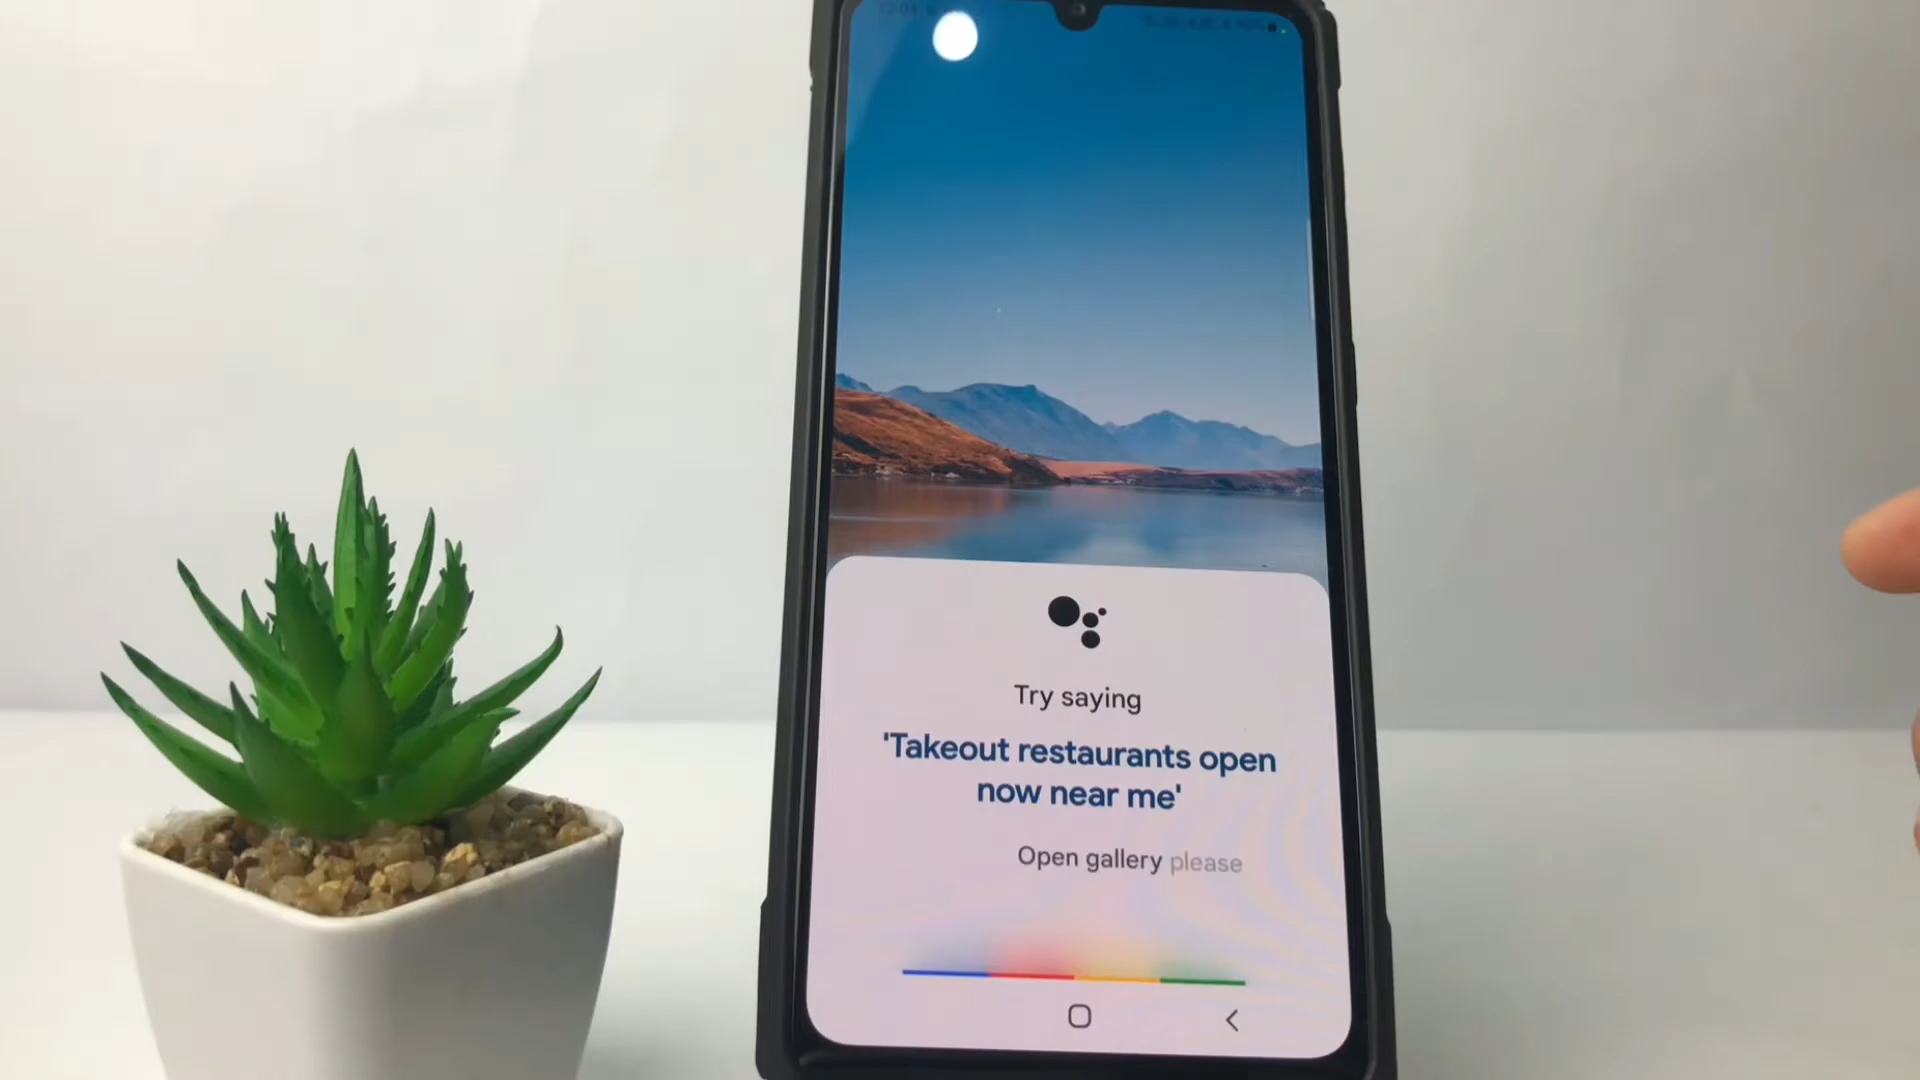 Try saying
'Takeout restaurants open
now near me'
Open gallery please